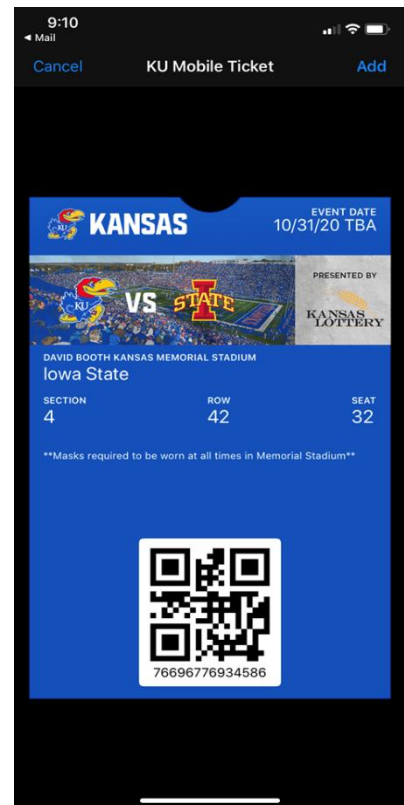 9:10
◀ Mail
Cancel KU Mobile Ticket Add
KU KANSAS
EVENT DATE
10/31/20 TBA
KU VS STATE
PRESENTED BY
KANSAS
LOTTERY
DAVID BOOTH KANSAS MEMORIAL STADIUM
Iowa State
SECTION ROW SEAT
4 42 32
**Masks required to be worn at all times in Memorial Stadium**
76696776934586